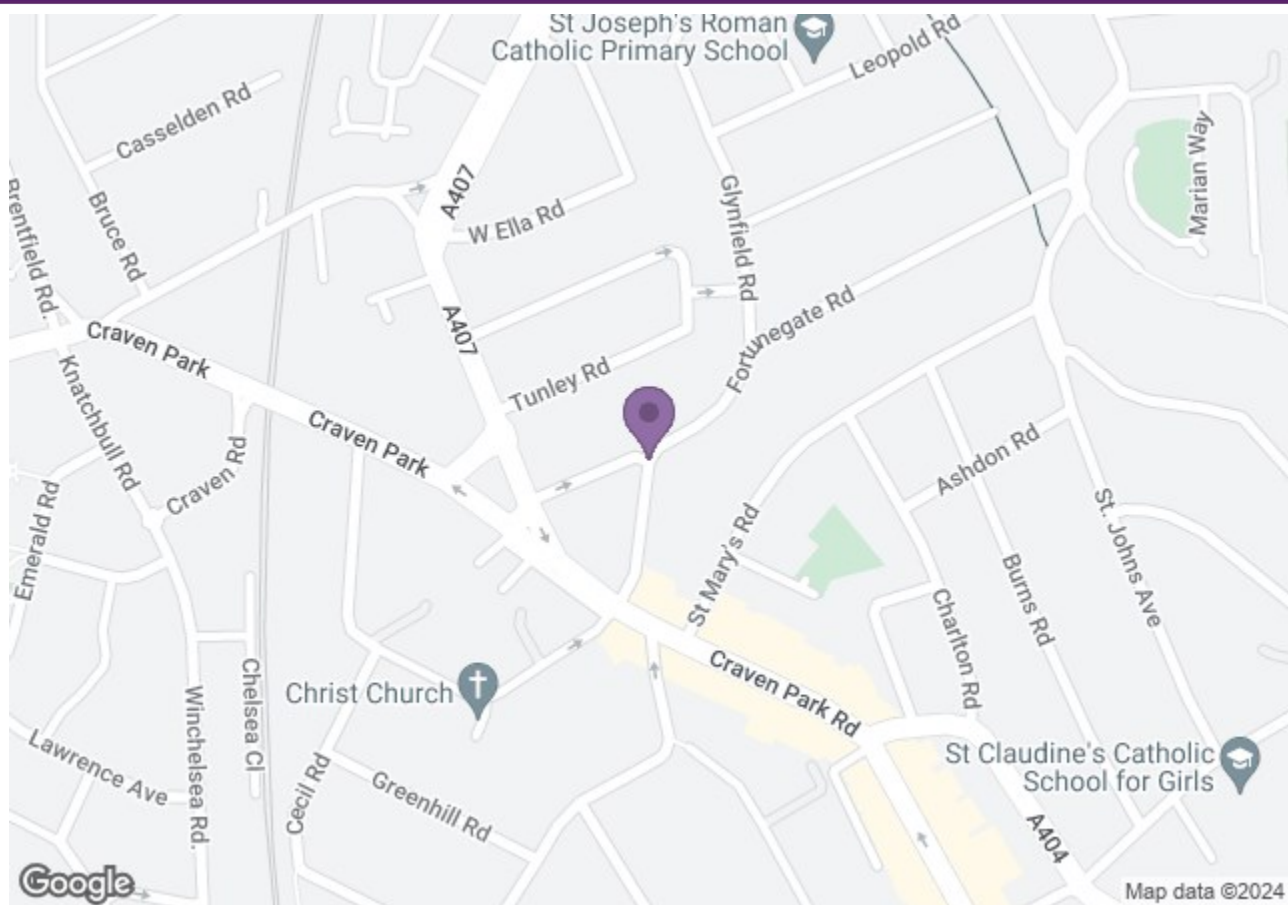 St Joseph's Roman
Catholic Primary School
Leopold Rd
Casselden Rd
Marian Way
A407
Brentfield Rd.
Bruce Rd
W Ella Rd
Glynfield Rd
Craven Park
A407
Fortunegate Rd
Knatchbull Rd
Tunley Rd
Craven Park
Craven Rd
Ashdon Rd
Emerald Rd
St Mary's Rd
St. Johns Ave
Burns Rd
Charlton Rd
Chelsea Cl
Winchelsea Rd.
Christ Church
Craven Park Rd
Lawrence Ave
Cecil Rd
Greenhill Rd
St Claudine's Catholic
School for Girls
A404
Google
Map data ©2024